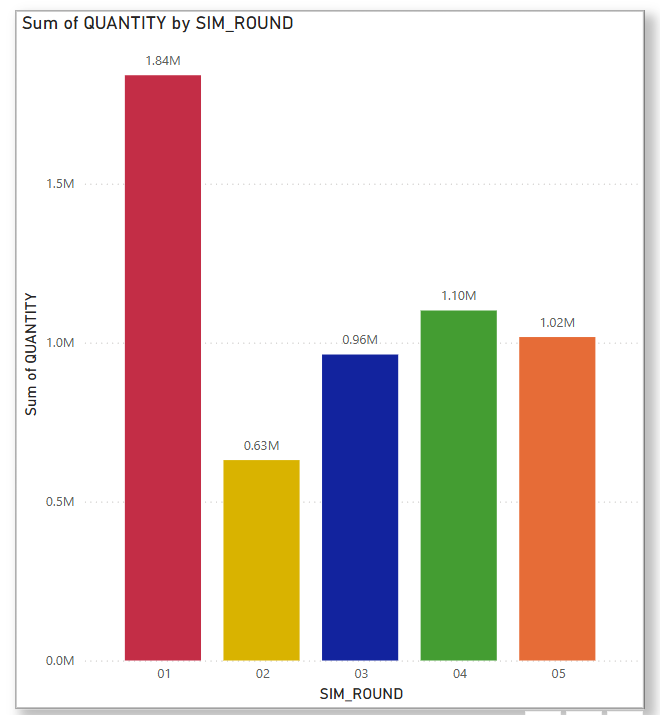 Sum of QUANTITY by SIM_ROUND
1.84M
1.5M
1.10M
1.02M
1.0M
0.96M
0.63M
0.5M
0.0M
Sum of QUANTITY
01 02 03 04 05
SIM_ROUND